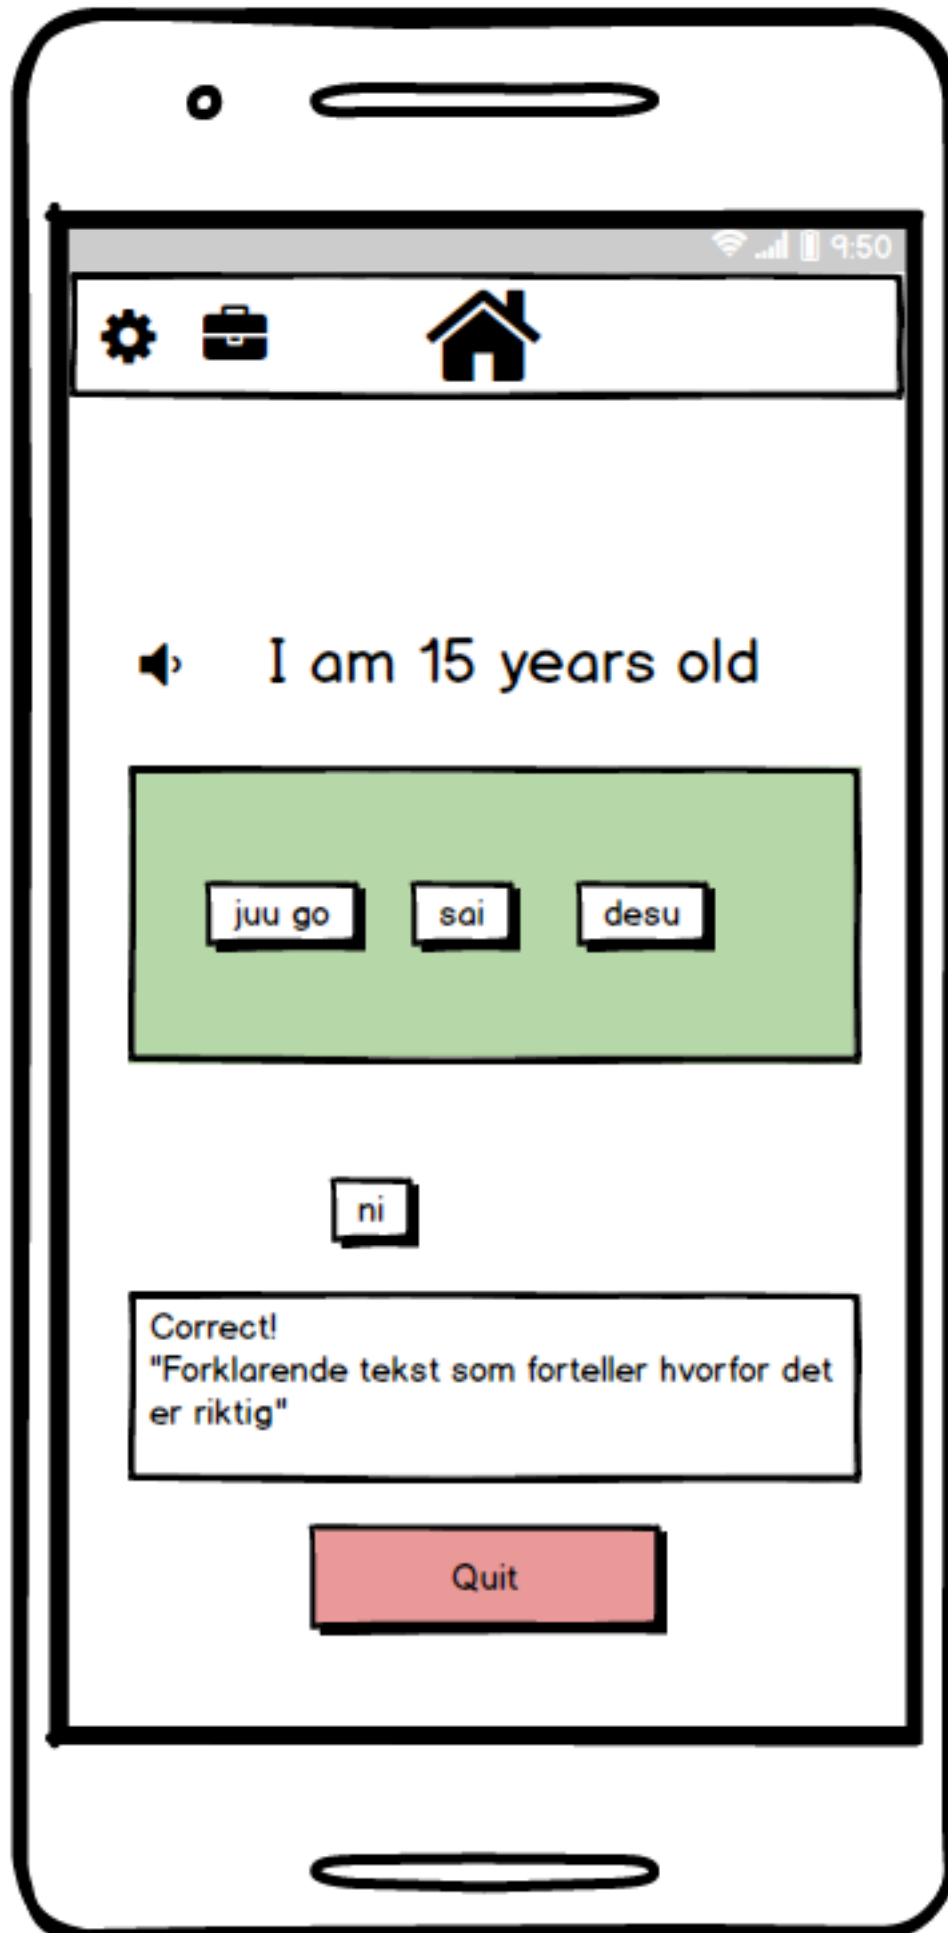 9:50
I am 15 years old
juu go sai desu
ni
Correct!
"Forklarende tekst som forteller hvorfor det
er riktig"
Quit